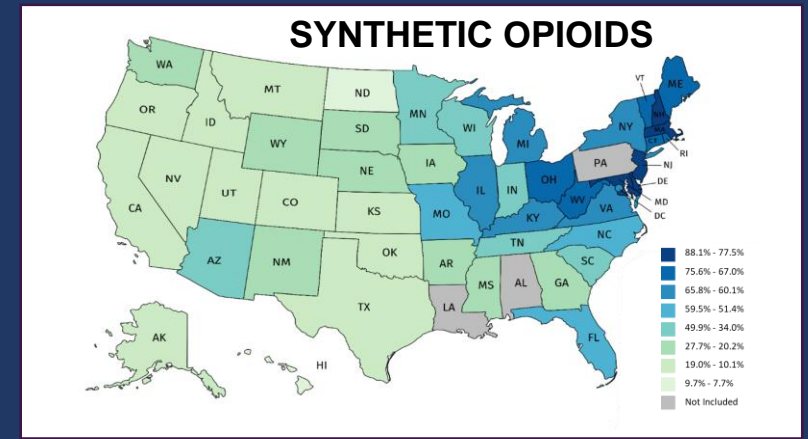 SYNTHETIC OPIOIDS
WA
MT
ND
MN
VT
ME
OR
ID
SD
WI
NH
NY
MA
WY
MI
CT
RI
IA
PA
NJ
NE
NV
OH
DE
UT
IL
IN
WV
MD
CA
CO
KS
MO
KY
VA
DC
TN
NC
AZ
NM
OK
AR
SC
MS
AL
GA
TX
LA
FL
AK
HI
88.1% - 77.5%
75.6% - 67.0%
65.8% - 60.1%
59.5% - 51.4%
49.9% - 34.0%
27.7% - 20.2%
19.0% - 10.1%
9.7% - 7.7%
Not Included